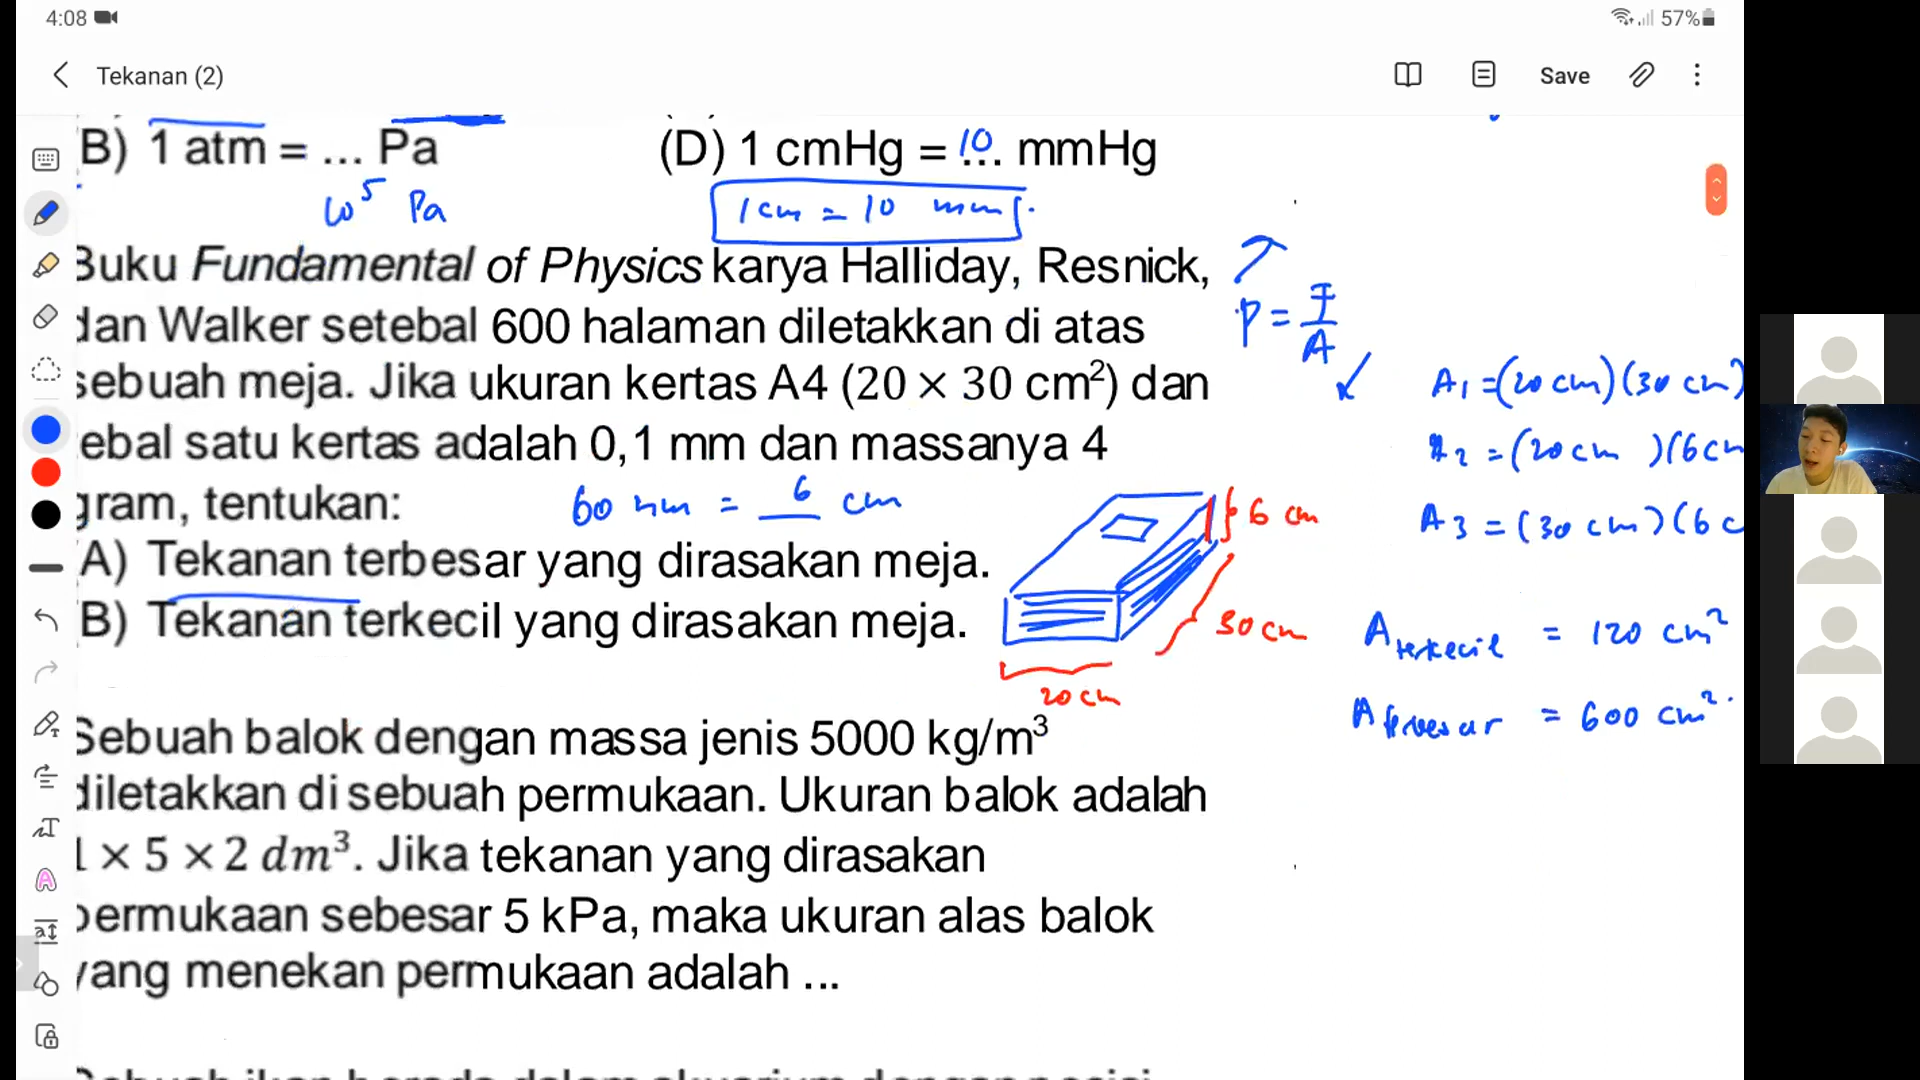 4:08
57%
Tekanan (2)
Save
B) 1 atm = ... Pa
10⁵ Pa
(D) 1 cmHg = ... mmHg
10
1 cm = 10 mm
Buku Fundamental of Physics karya Halliday, Resnick,
dan Walker setebal 600 halaman diletakkan di atas
sebuah meja. Jika ukuran kertas A4 (20 × 30 cm²) dan
tebal satu kertas adalah 0,1 mm dan massanya 4
gram, tentukan:
60 mm = 6 cm
A) Tekanan terbesar yang dirasakan meja.
B) Tekanan terkecil yang dirasakan meja.
6 cm
30 cm
20 cm
P = F/A
A1 = (20 cm)(30 cm)
A2 = (20 cm)(6 cm
A3 = (30 cm)(6 c
A terkecil = 120 cm²
A terbesar = 600 cm²
Sebuah balok dengan massa jenis 5000 kg/m³
diletakkan di sebuah permukaan. Ukuran balok adalah
1 × 5 × 2 dm³. Jika tekanan yang dirasakan
permukaan sebesar 5 kPa, maka ukuran alas balok
yang menekan permukaan adalah ...